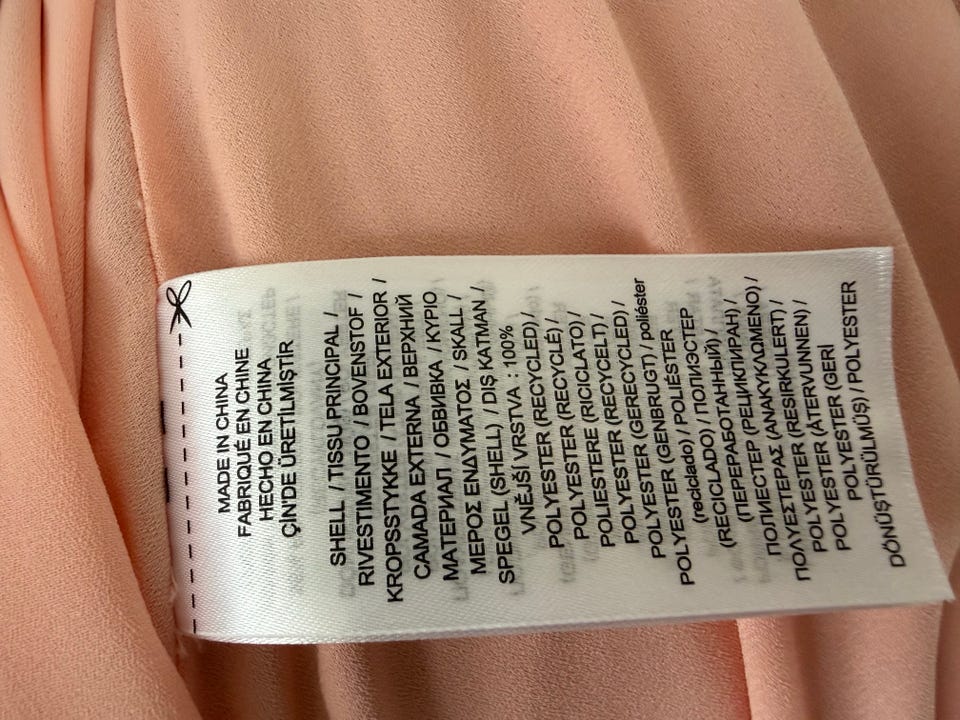 MADE IN CHINA
FABRIQUÉ EN CHINE
HECHO EN CHINA
ÇİN'DE ÜRETİLMİŞTİR
SHELL / TISSU PRINCIPAL /
RIVESTIMENTO / BOVENSTOF /
KROPSSTYKKE / TELA EXTERIOR /
CAMADA EXTERNA / ВЕРХНИЙ
МАТЕРИАЛ / ОБВИВКА / ΚΥΡΙΟ
ΜΕΡΟΣ ΕΝΔΥΜΑΤΟΣ / SKALL /
SPEGEL (SHELL) / DIŞ KATMAN /
VNĚJŠÍ VRSTVA : 100%
POLYESTER (RECYCLED) /
POLYESTER (RECYCLÉ) /
POLIESTERE (RICICLATO) /
POLYESTER (RECYCELT) /
POLYESTER (GERECYCLED) /
POLYESTER (GENBRUGT) / poliéster
(reciclado) / POLIÉSTER
(RECICLADO) / ПОЛИЭСТЕР
(ПЕРЕРАБОТАННЫЙ) /
ПОЛИЕСТЕР (РЕЦИКЛИРАН) /
ΠΟΛΥΕΣΤΕΡΑΣ (ΑΝΑΚΥΚΛΩΜΕΝΟ) /
POLYESTER (RESIRKULERT) /
POLYESTER (ÅTERVUNNEN) /
POLYESTER (GERİ
DÖNÜŞTÜRÜLMÜŞ) / POLYESTER